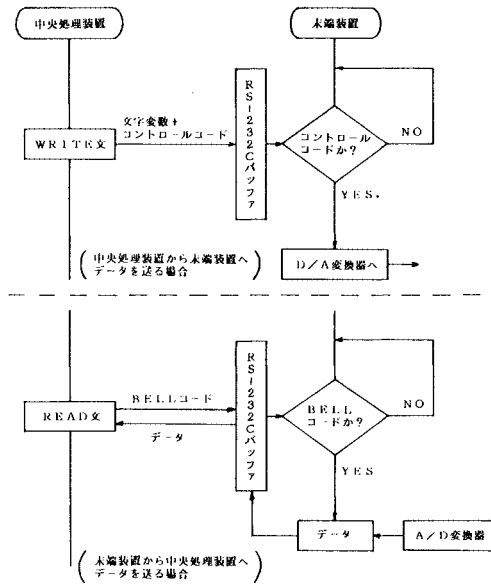 中央処理装置
末端装置
文字変数+
コントロールコード
WRITE文
RS-232Cバッファ
コントロール
コードか?
NO
YES.
D/A変換器へ
(中央処理装置から末端装置へ
データを送る場合)
BELLコード
READ文
データ
RS-232Cバッファ
BELL
コードか?
NO
YES
データ
A/D変換器
(末端装置から中央処理装置へ
データを送る場合)